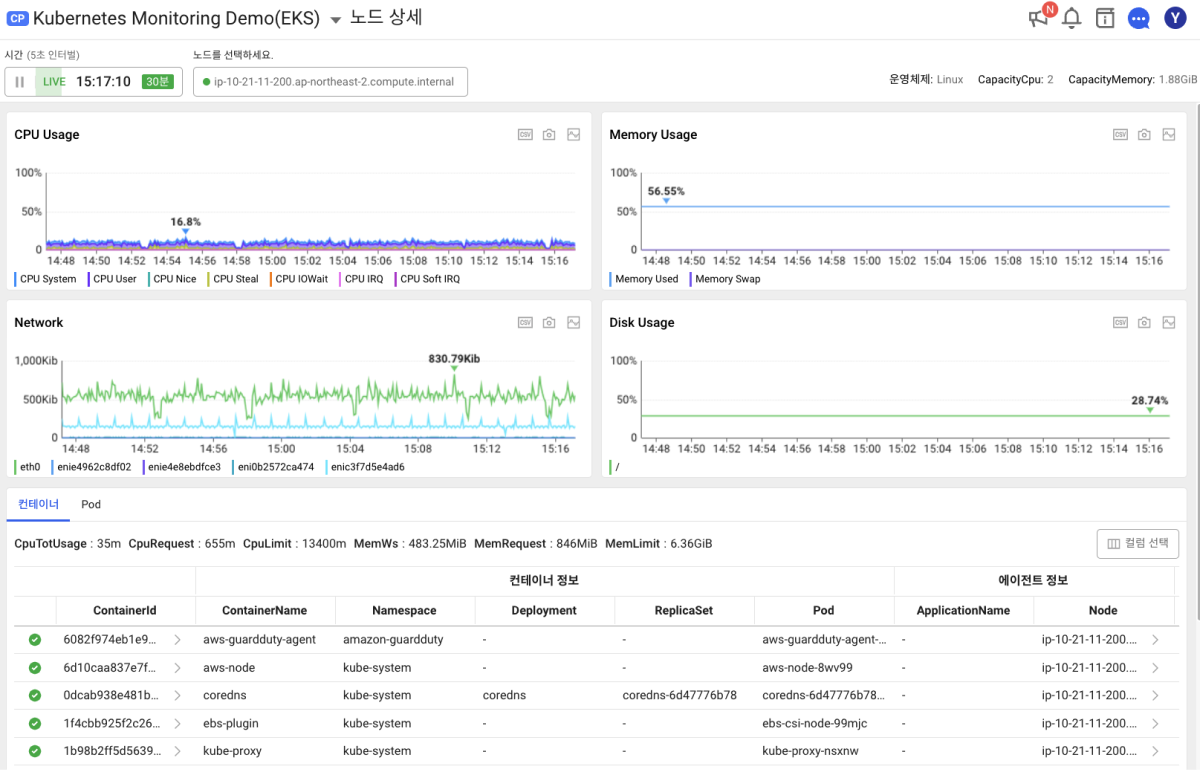 CP Kubernetes Monitoring Demo(EKS) 노드 상세 N Y
시간 (5초 인터벌) 노드를 선택하세요.
LIVE 15:17:10 30분 ip-10-21-11-200.ap-northeast-2.compute.internal 운영체제: Linux CapacityCpu: 2 CapacityMemory: 1.88GiB
CPU Usage CSV
100%
50%
0
16.8%
14:48 14:50 14:52 14:54 14:56 14:58 15:00 15:02 15:04 15:06 15:08 15:10 15:12 15:14 15:16
CPU System CPU User CPU Nice CPU Steal CPU IOWait CPU IRQ CPU Soft IRQ
Memory Usage CSV
100%
56.55%
50%
0
14:48 14:50 14:52 14:54 14:56 14:58 15:00 15:02 15:04 15:06 15:08 15:10 15:12 15:14 15:16
Memory Used Memory Swap
Network CSV
1,000Kib
830.79Kib
500Kib
0
14:48 14:52 14:56 15:00 15:04 15:08 15:12 15:16
eth0 enie4962c8df02 enie4e8ebdfce3 eni0b2572ca474 enic3f7d5e4ad6
Disk Usage CSV
100%
50%
28.74%
0
14:48 14:50 14:52 14:54 14:56 14:58 15:00 15:02 15:04 15:06 15:08 15:10 15:12 15:14 15:16
/
컨테이너 Pod
CpuTotUsage : 35m CpuRequest : 655m CpuLimit : 13400m MemWs : 483.25MiB MemRequest : 846MiB MemLimit : 6.36GiB 컬럼 선택
컨테이너 정보 에이전트 정보
ContainerId ContainerName Namespace Deployment ReplicaSet Pod ApplicationName Node
6082f974eb1e9... aws-guardduty-agent amazon-guardduty - - aws-guardduty-agent-... - ip-10-21-11-200....
6d10caa837e7f... aws-node kube-system - - aws-node-8wv99 - ip-10-21-11-200....
0dcab938e481b... coredns kube-system coredns coredns-6d47776b78 coredns-6d47776b78... - ip-10-21-11-200....
1f4cbb925f2c26... ebs-plugin kube-system - - ebs-csi-node-99mjc - ip-10-21-11-200....
1b98b2ff5d5639... kube-proxy kube-system - - kube-proxy-nsxnw - ip-10-21-11-200....